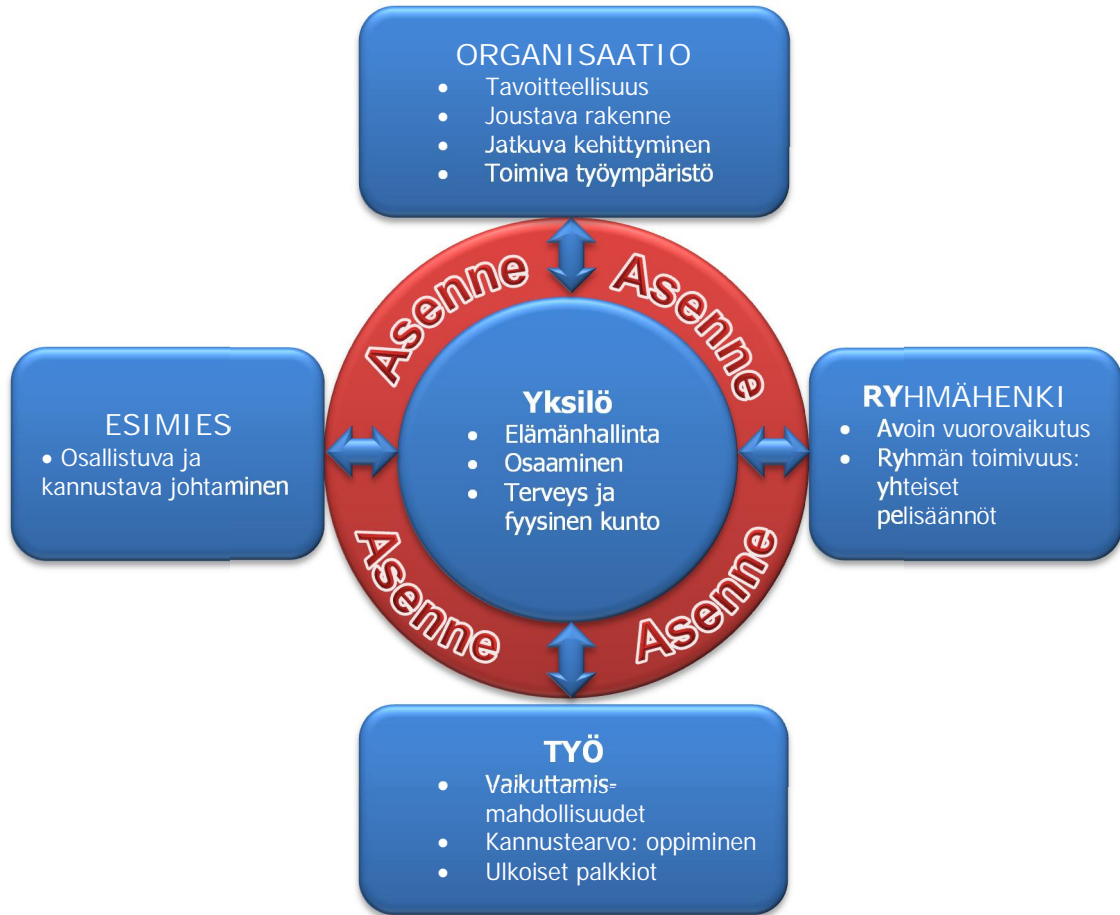 ORGANISAATIO
• Tavoitteellisuus
• Joustava rakenne
• Jatkuva kehittyminen
• Toimiva työympäristö
Asenne
Asenne
ESIMIES
• Osallistuva ja
kannustava johtaminen
Yksilö
• Elämänhallinta
• Osaaminen
• Terveys ja
fyysinen kunto
RYHMÄHENKI
• Avoin vuorovaikutus
• Ryhmän toimivuus:
yhteiset
pelisäännöt
Asenne
Asenne
TYÖ
• Vaikuttamis-
mahdollisuudet
• Kannustearvo: oppiminen
• Ulkoiset palkkiot